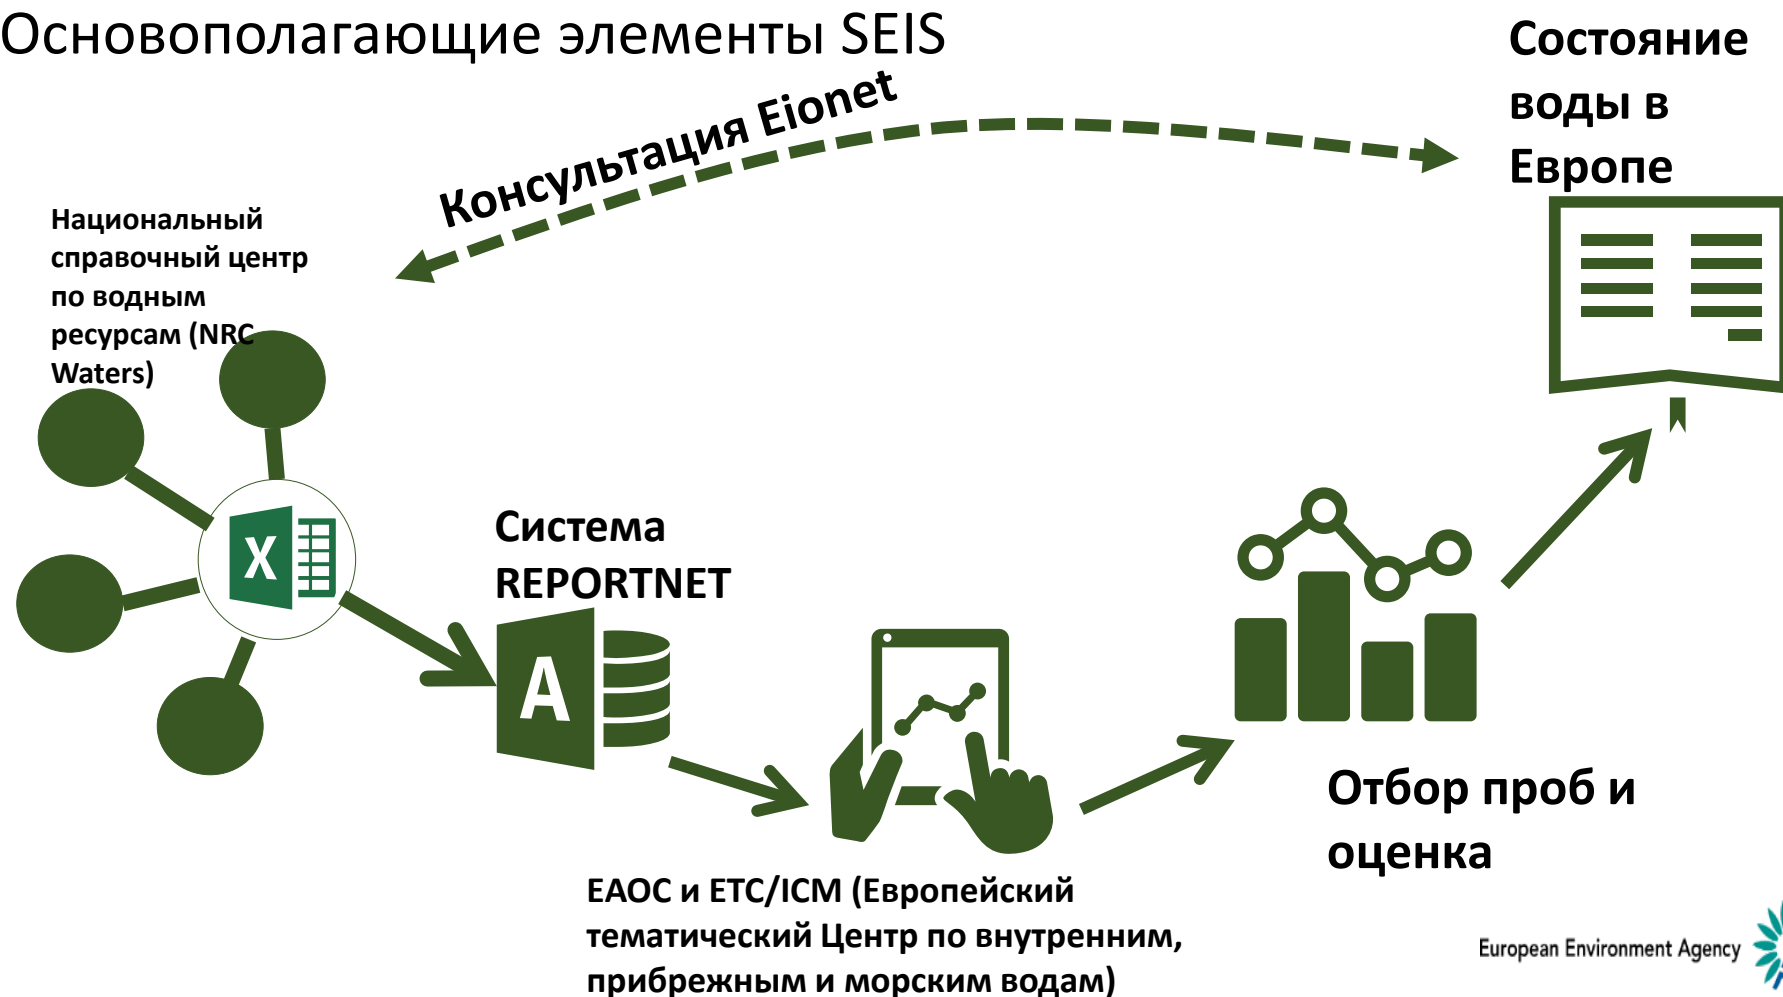 Основополагающие элементы SEIS
Состояние
воды в
Европе
Консультация Eionet
Национальный
справочный центр
по водным
ресурсам (NRC
Waters)
X
Система
REPORTNET
A
Отбор проб и
оценка
ЕАОС и ETC/ICM (Европейский
тематический Центр по внутренним,
прибрежным и морским водам)
European Environment Agency